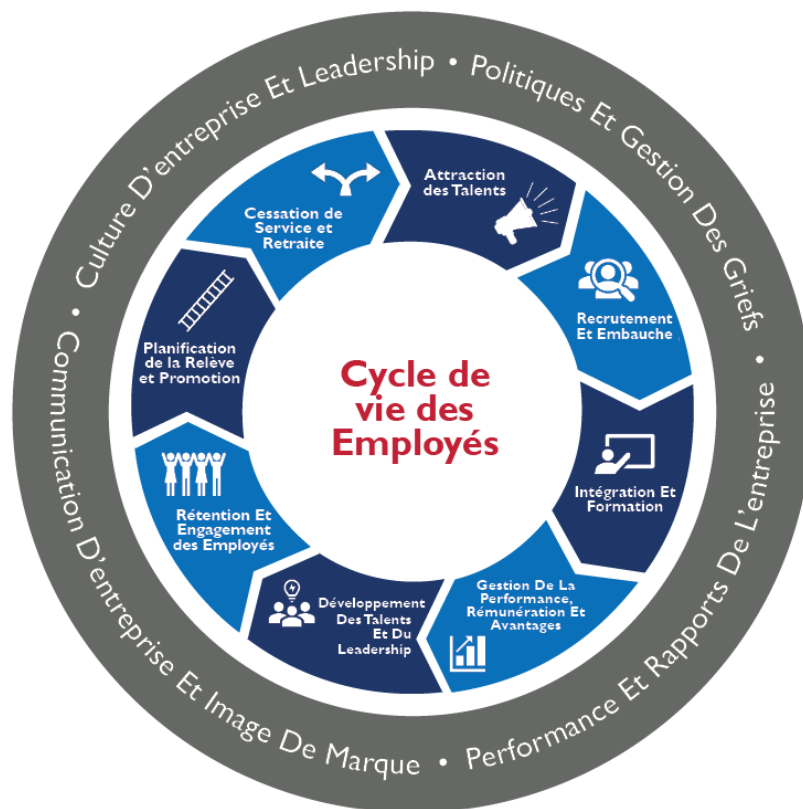 Culture D'entreprise Et Leadership • Politiques Et Gestion Des Griefs • Performance Et Rapports De L'entreprise • Communication D'entreprise Et Image De Marque •
Attraction
des Talents
Recrutement
Et Embauche
Intégration Et
Formation
Gestion De La
Performance,
Rémunération Et
Avantages
Développement
Des Talents
Et Du
Leadership
Rétention Et
Engagement
des Employés
Planification
de la Relève
et Promotion
Cessation de
Service et
Retraite
Cycle de
vie des
Employés